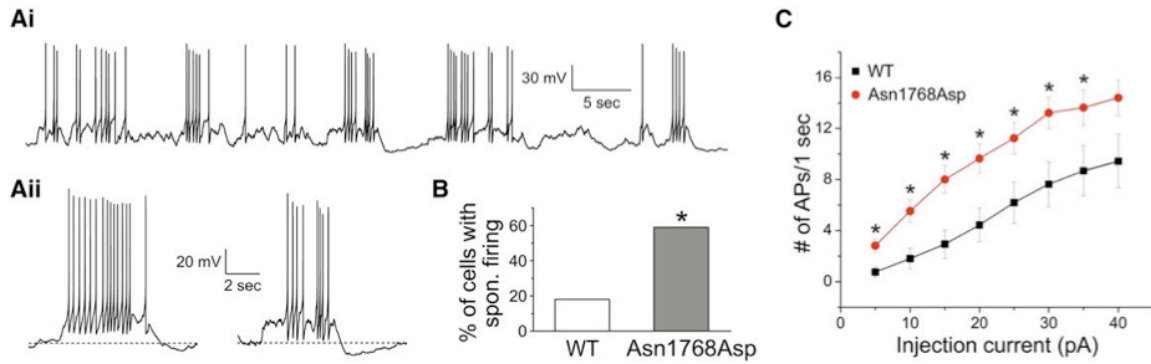 Ai
30 mV
5 sec
Aii
20 mV
2 sec
B
% of cells with
spon. firing
60
40
20
0
*
WT
Asn1768Asp
C
WT
Asn1768Asp
# of APs/1 sec
16
12
8
4
0
* * * * * * *
0 10 20 30 40
Injection current (pA)